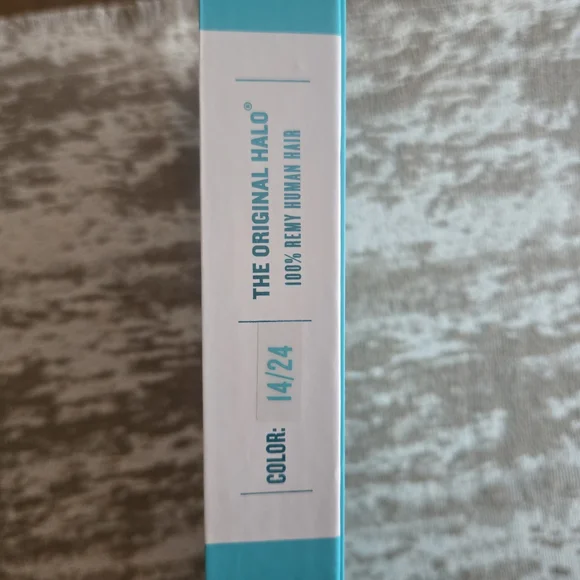 THE ORIGINAL HALO®
100% REMY HUMAN HAIR
COLOR: 14/24